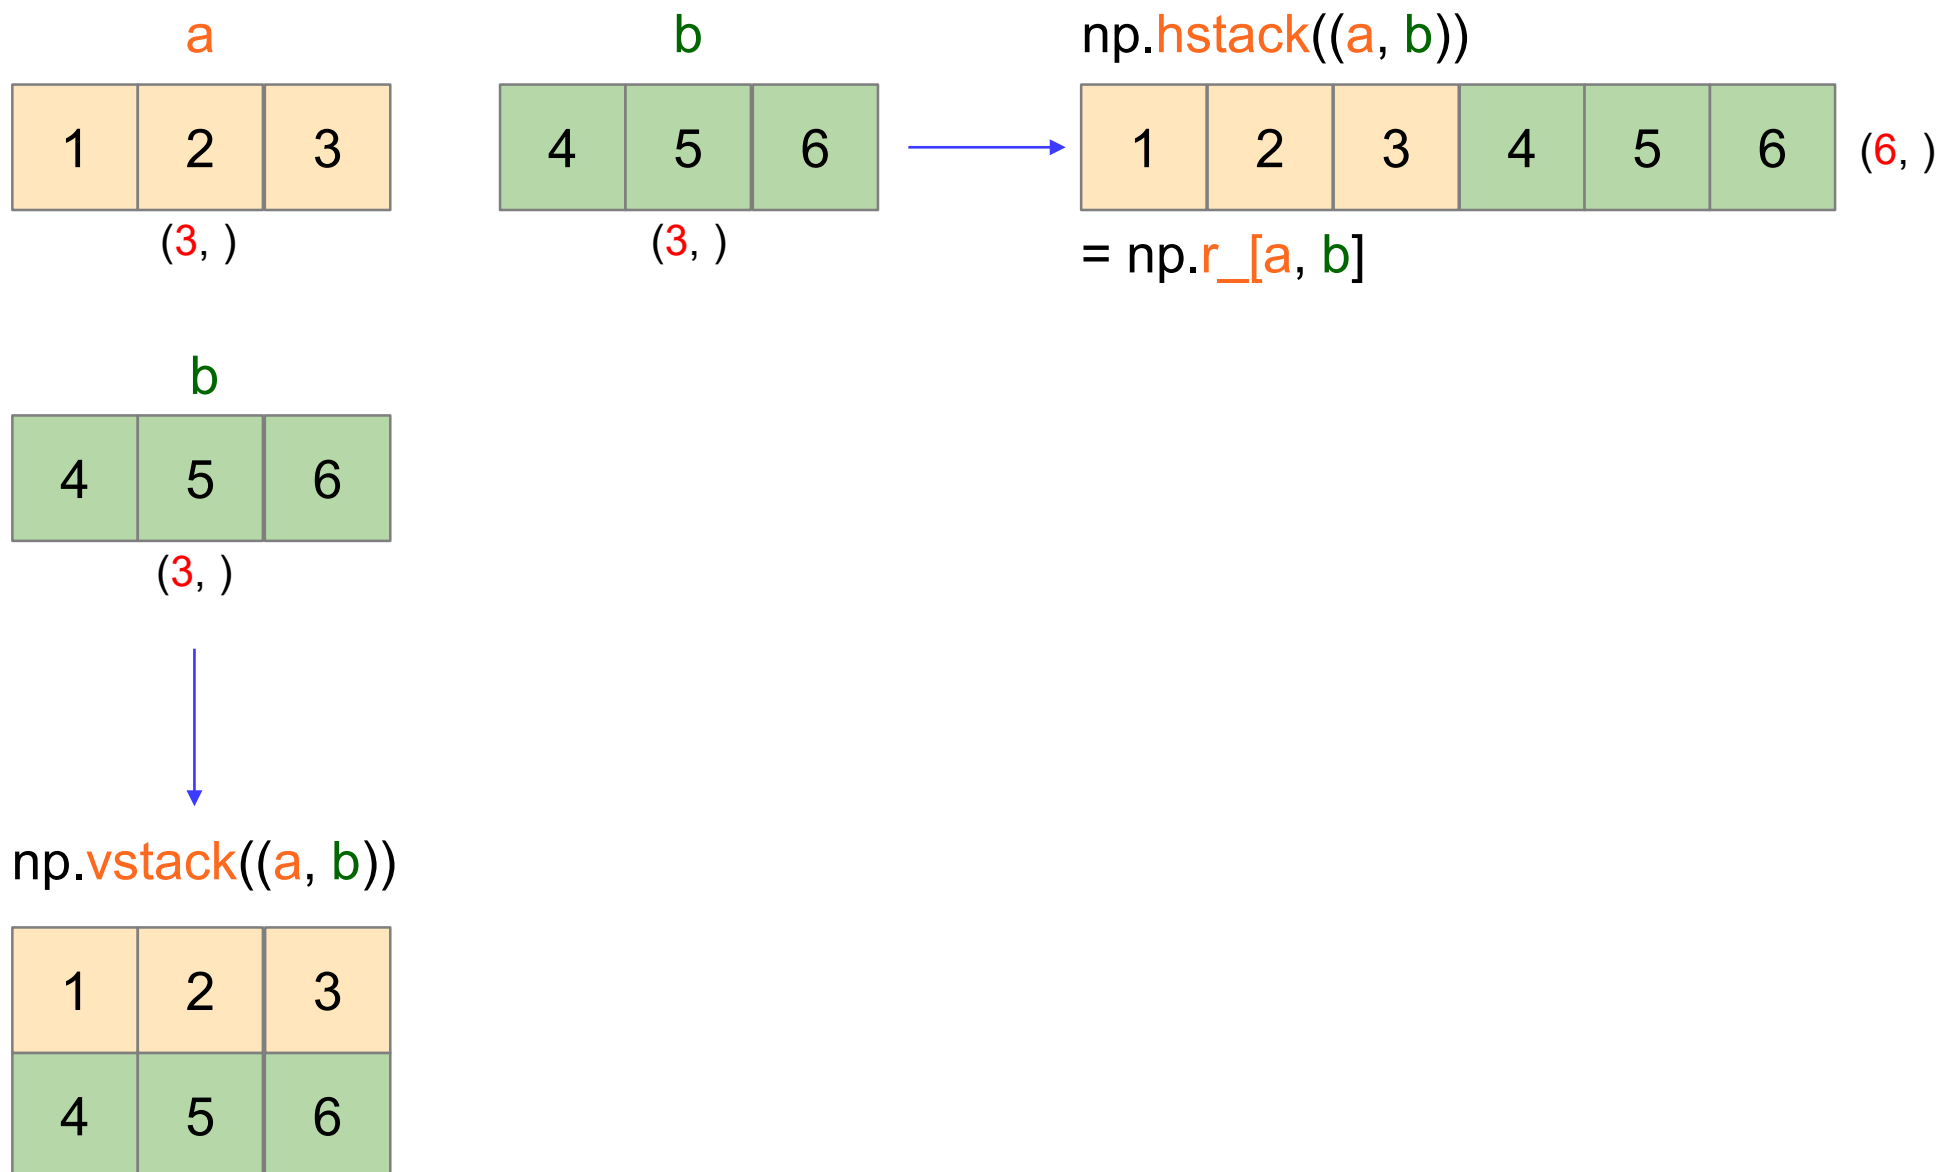 a b np.hstack((a, b))
1 2 3 4 5 6 1 2 3 4 5 6 (6, )
(3, ) (3, ) = np.r_[a, b]
b
4 5 6
(3, )
np.vstack((a, b))
1 2 3
4 5 6